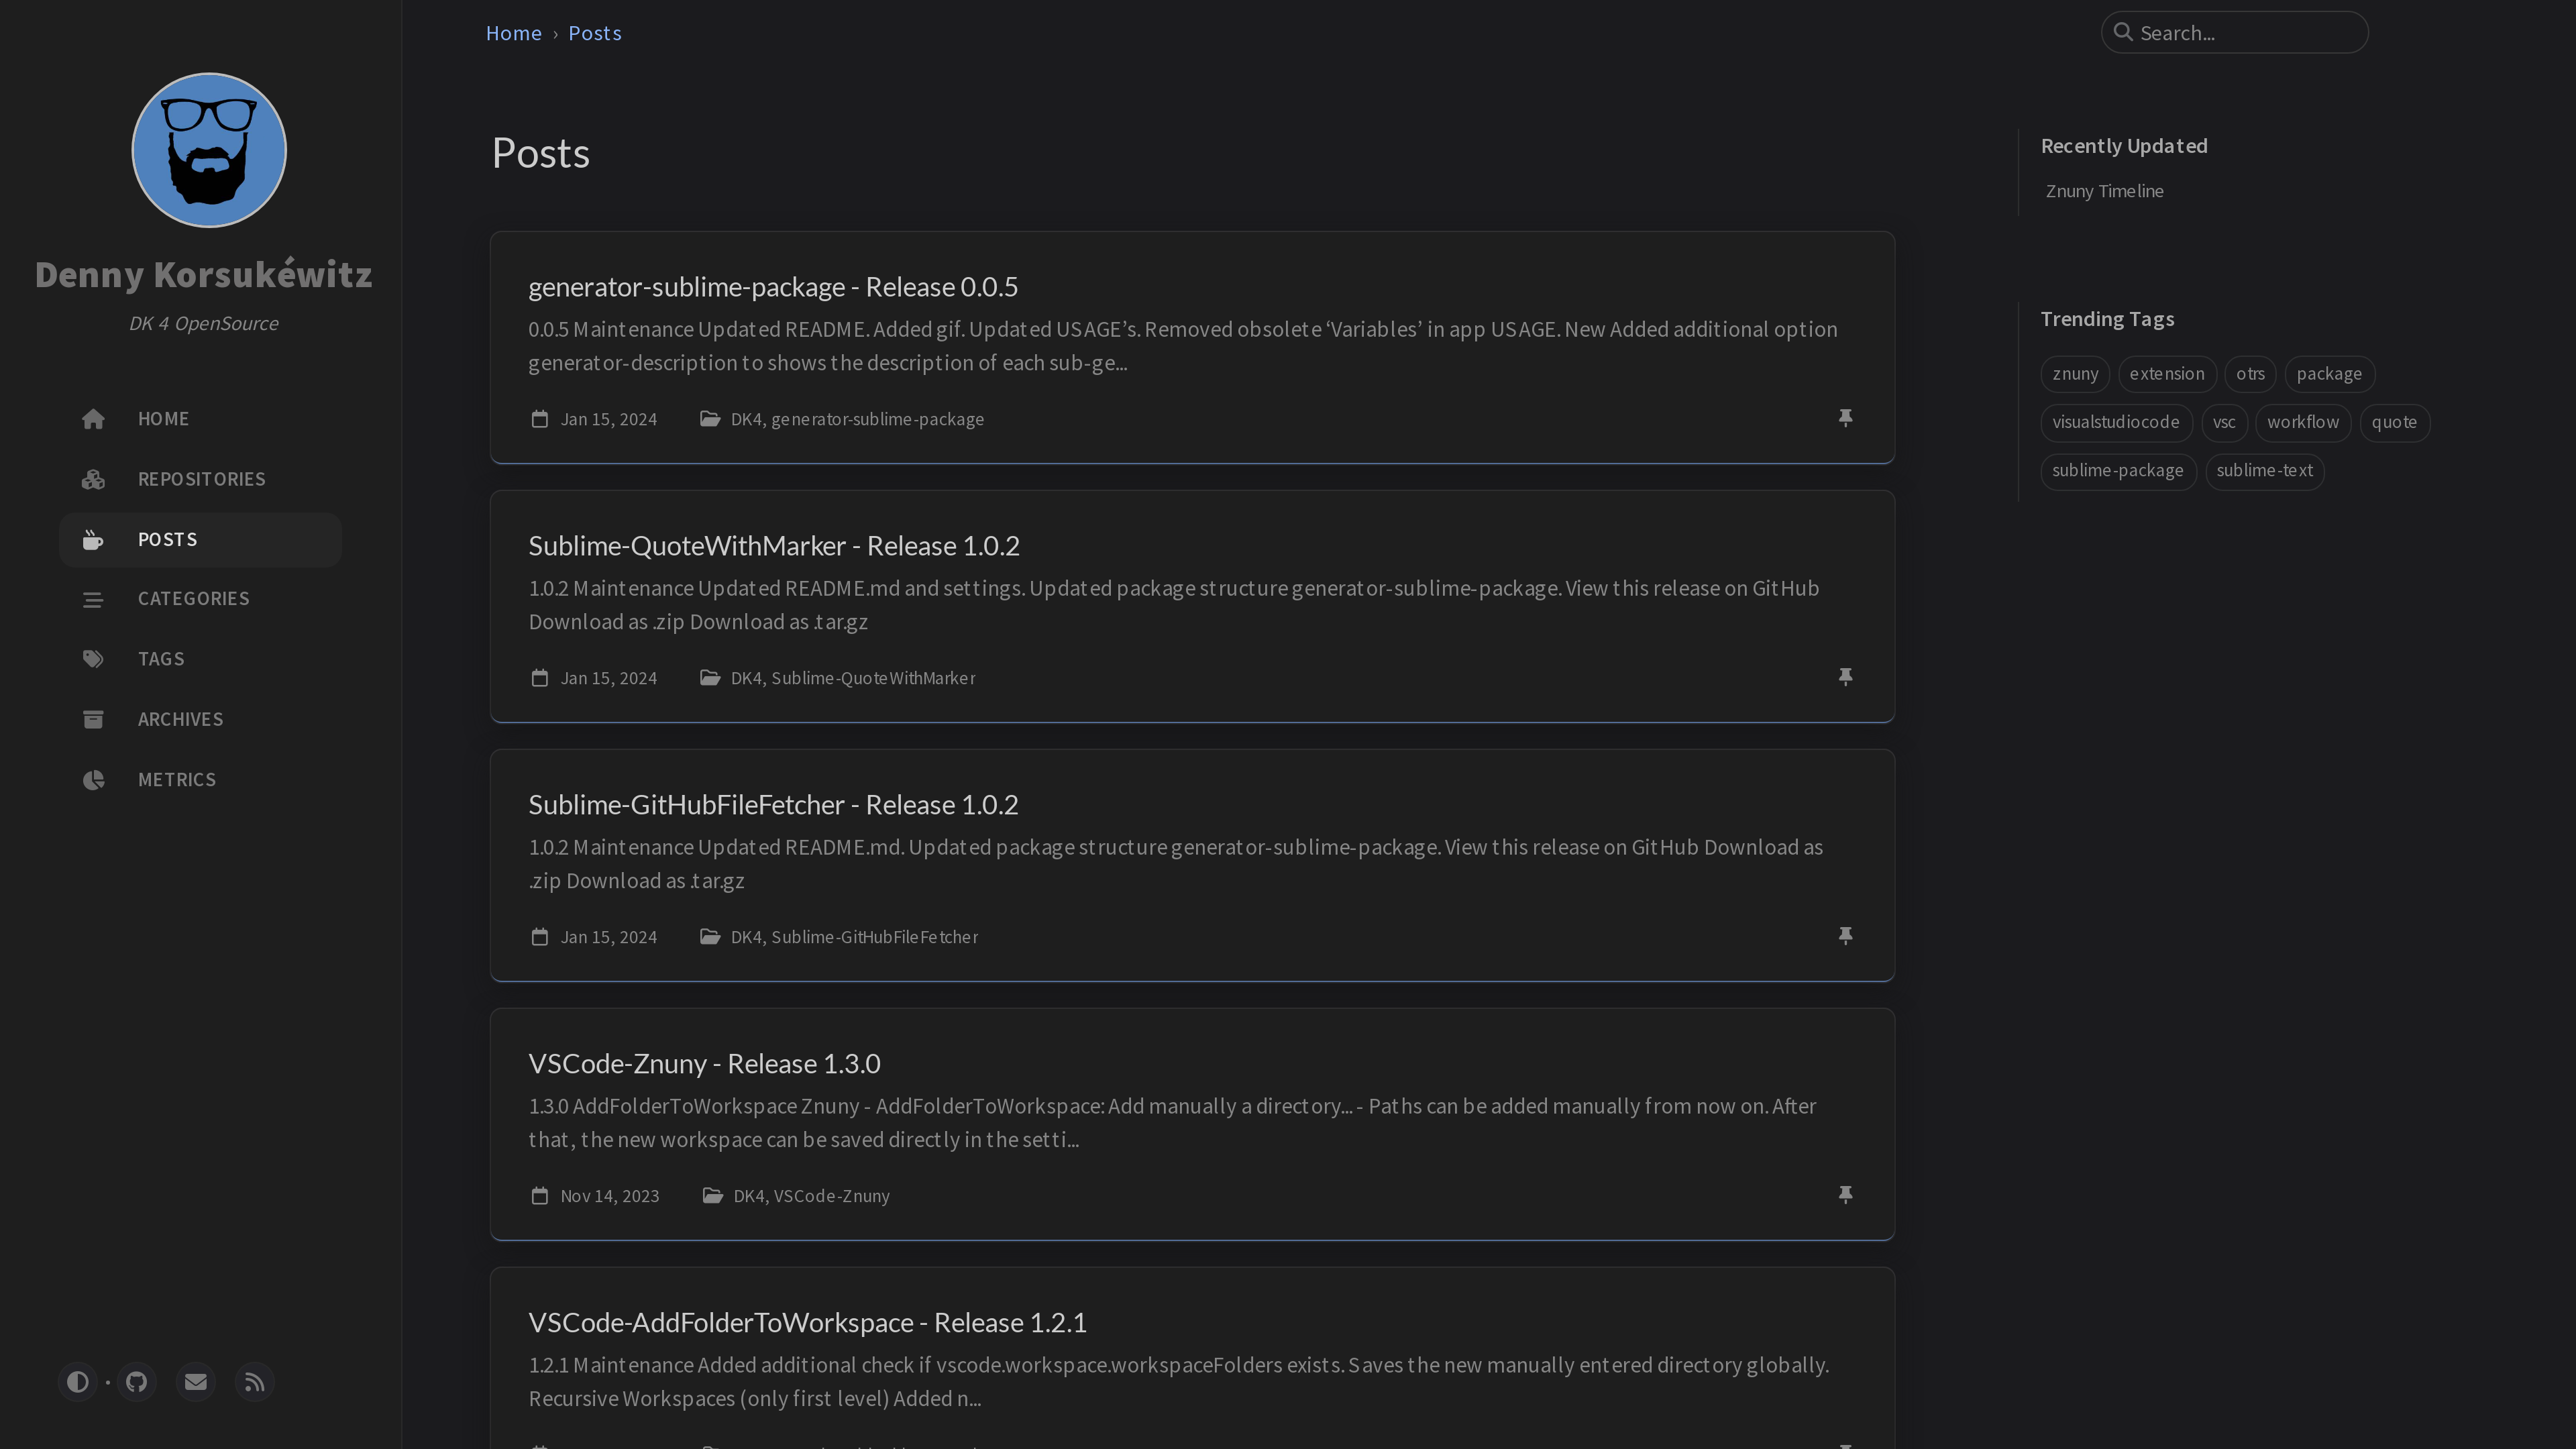 Denny Korsukéwitz
DK 4 OpenSource
HOME
REPOSITORIES
POSTS
CATEGORIES
TAGS
ARCHIVES
METRICS
Home › Posts
Search...
Posts
generator-sublime-package - Release 0.0.5
0.0.5 Maintenance Updated README. Added gif. Updated USAGE’s. Removed obsolete ‘Variables’ in app USAGE. New Added additional option
generator-description to shows the description of each sub-ge...
Jan 15, 2024 DK4, generator-sublime-package
Sublime-QuoteWithMarker - Release 1.0.2
1.0.2 Maintenance Updated README.md and settings. Updated package structure generator-sublime-package. View this release on GitHub
Download as .zip Download as .tar.gz
Jan 15, 2024 DK4, Sublime-QuoteWithMarker
Sublime-GitHubFileFetcher - Release 1.0.2
1.0.2 Maintenance Updated README.md. Updated package structure generator-sublime-package. View this release on GitHub Download as
.zip Download as .tar.gz
Jan 15, 2024 DK4, Sublime-GitHubFileFetcher
VSCode-Znuny - Release 1.3.0
1.3.0 AddFolderToWorkspace Znuny - AddFolderToWorkspace: Add manually a directory... - Paths can be added manually from now on. After
that, the new workspace can be saved directly in the setti...
Nov 14, 2023 DK4, VSCode-Znuny
VSCode-AddFolderToWorkspace - Release 1.2.1
1.2.1 Maintenance Added additional check if vscode.workspace.workspaceFolders exists. Saves the new manually entered directory globally.
Recursive Workspaces (only first level) Added n...
Recently Updated
Znuny Timeline
Trending Tags
znuny extension otrs package
visualstudiocode vsc workflow quote
sublime-package sublime-text